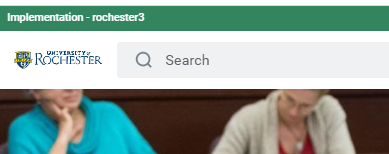 Implementation - rochester3
UNIVERSITY of
ROCHESTER
Search